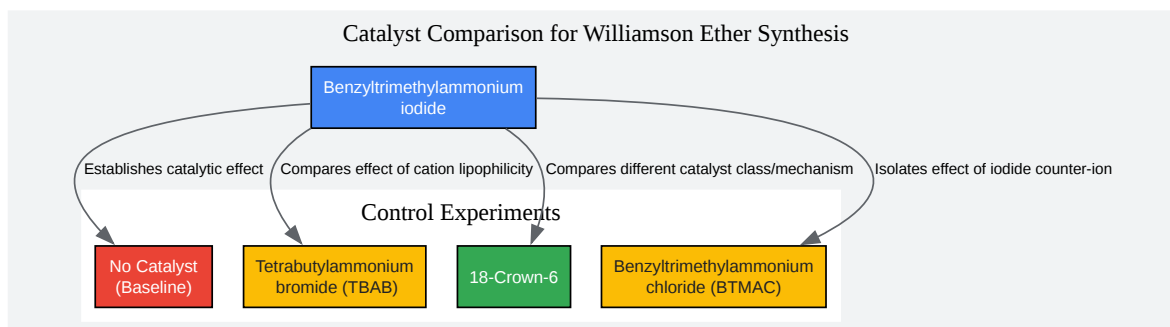 Catalyst Comparison for Williamson Ether Synthesis
Benzyltrimethylammonium
iodide
Establishes catalytic effect
Compares effect of cation lipophilicity
Compares different catalyst class/mechanism
Isolates effect of iodide counter-ion
Control Experiments
No Catalyst
(Baseline)
Tetrabutylammonium
bromide (TBAB)
18-Crown-6
Benzyltrimethylammonium
chloride (BTMAC)